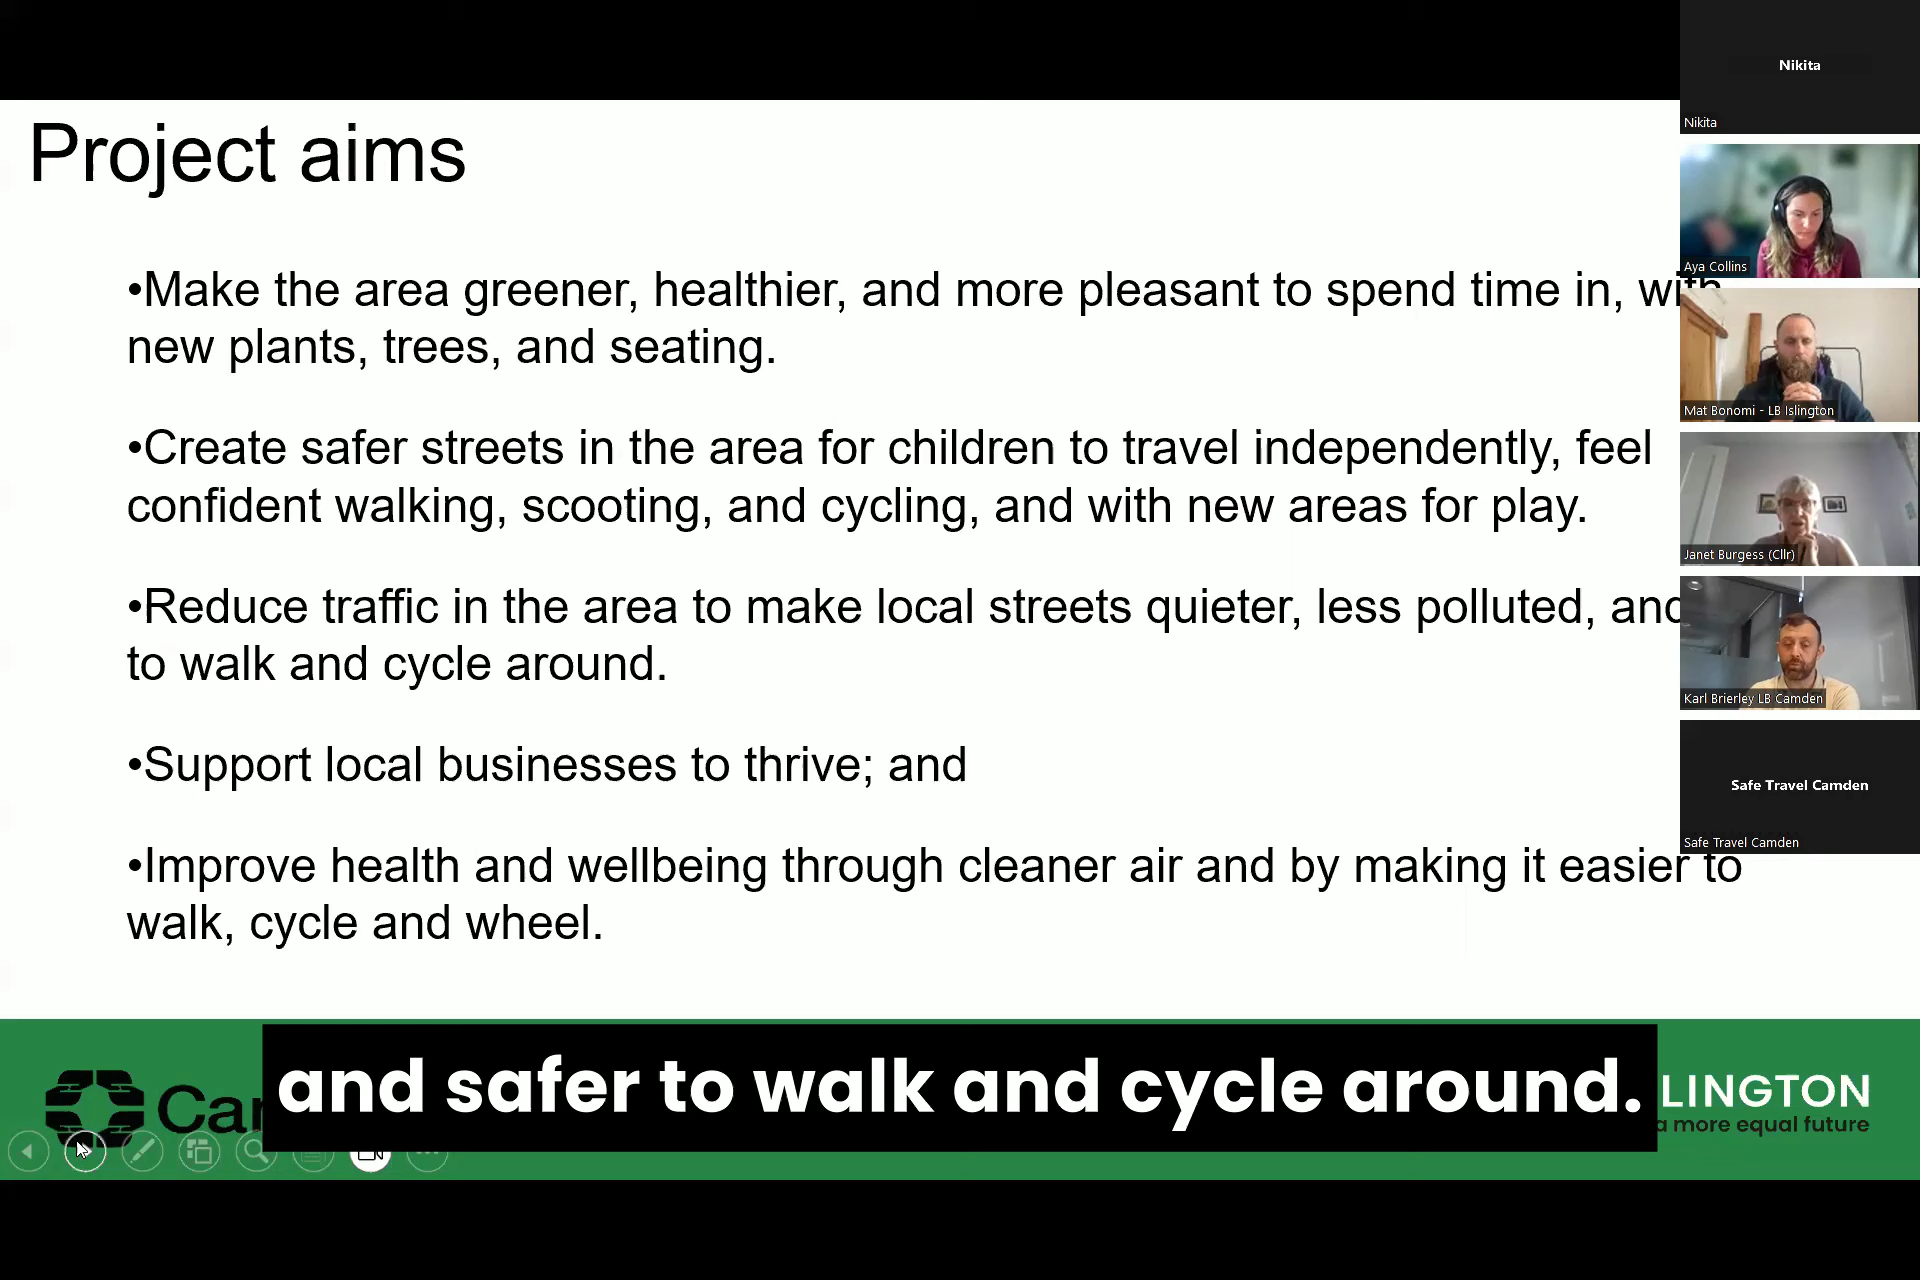 Project aims
•Make the area greener, healthier, and more pleasant to spend time in, with
new plants, trees, and seating.
•Create safer streets in the area for children to travel independently, feel
confident walking, scooting, and cycling, and with new areas for play.
•Reduce traffic in the area to make local streets quieter, less polluted, and
to walk and cycle around.
•Support local businesses to thrive; and
•Improve health and wellbeing through cleaner air and by making it easier to
walk, cycle and wheel.
Nikita
Nikita
Aya Collins
Mat Bonomi - LB Islington
Janet Burgess (Cllr)
Karl Brierley LB Camden
Safe Travel Camden
Safe Travel Camden
and safer to walk and cycle around.
Cam
LINGTON
a more equal future